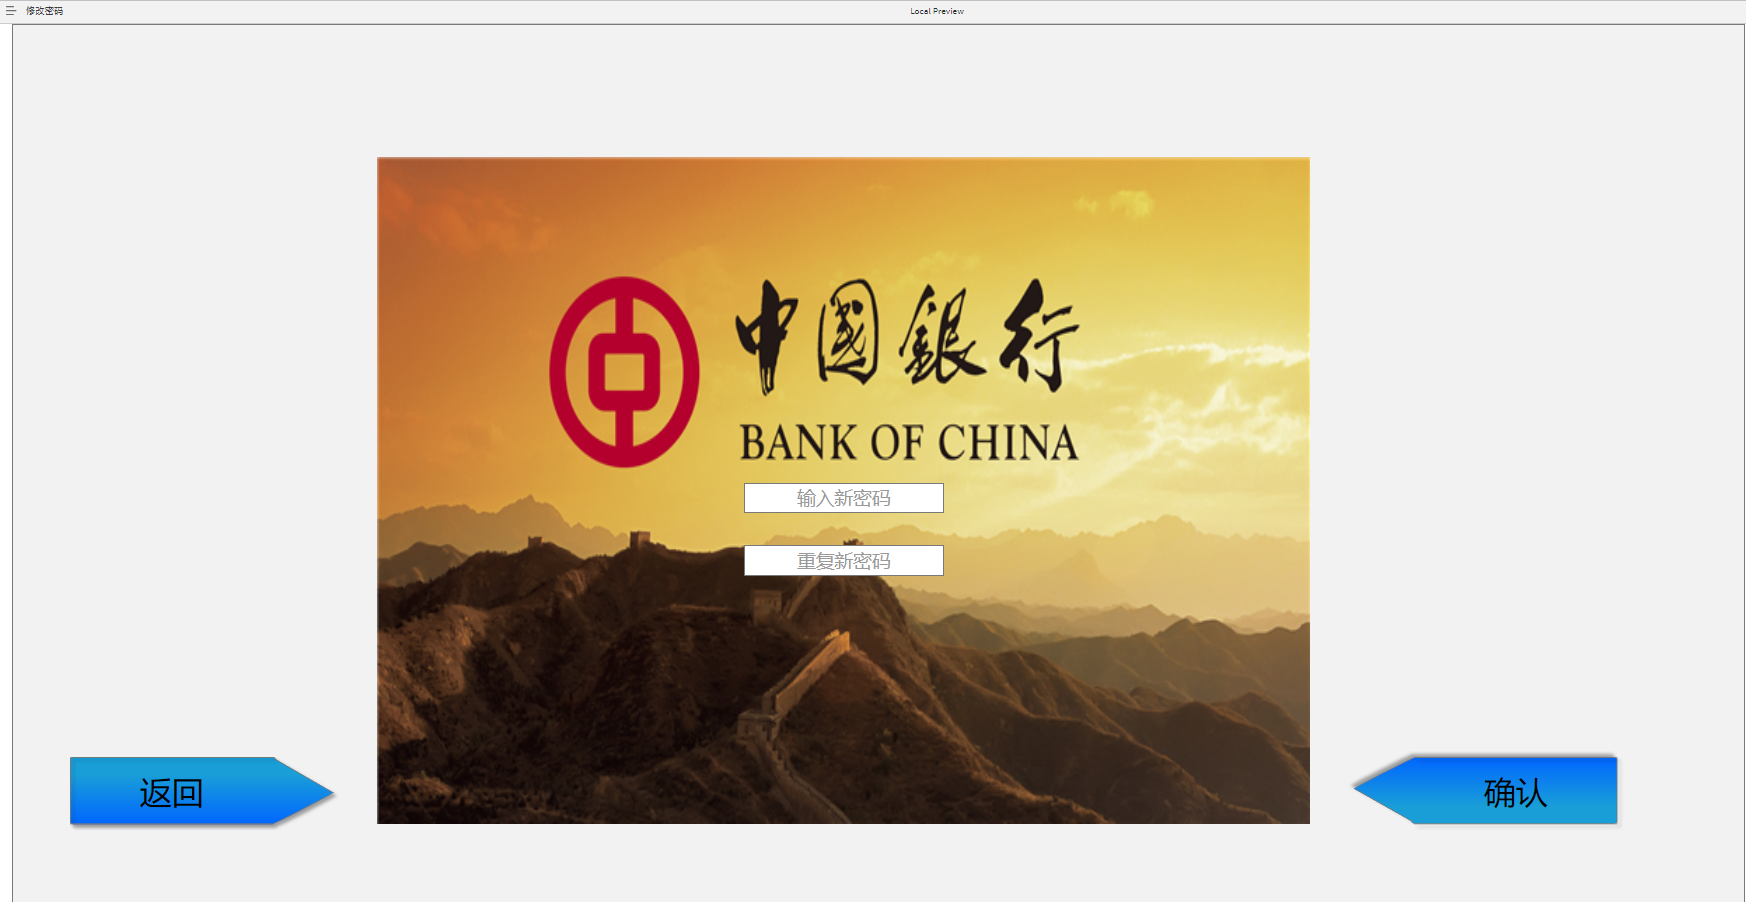 修改密码
Local Preview
中國銀行
BANK OF CHINA
输入新密码
重复新密码
返回
确认